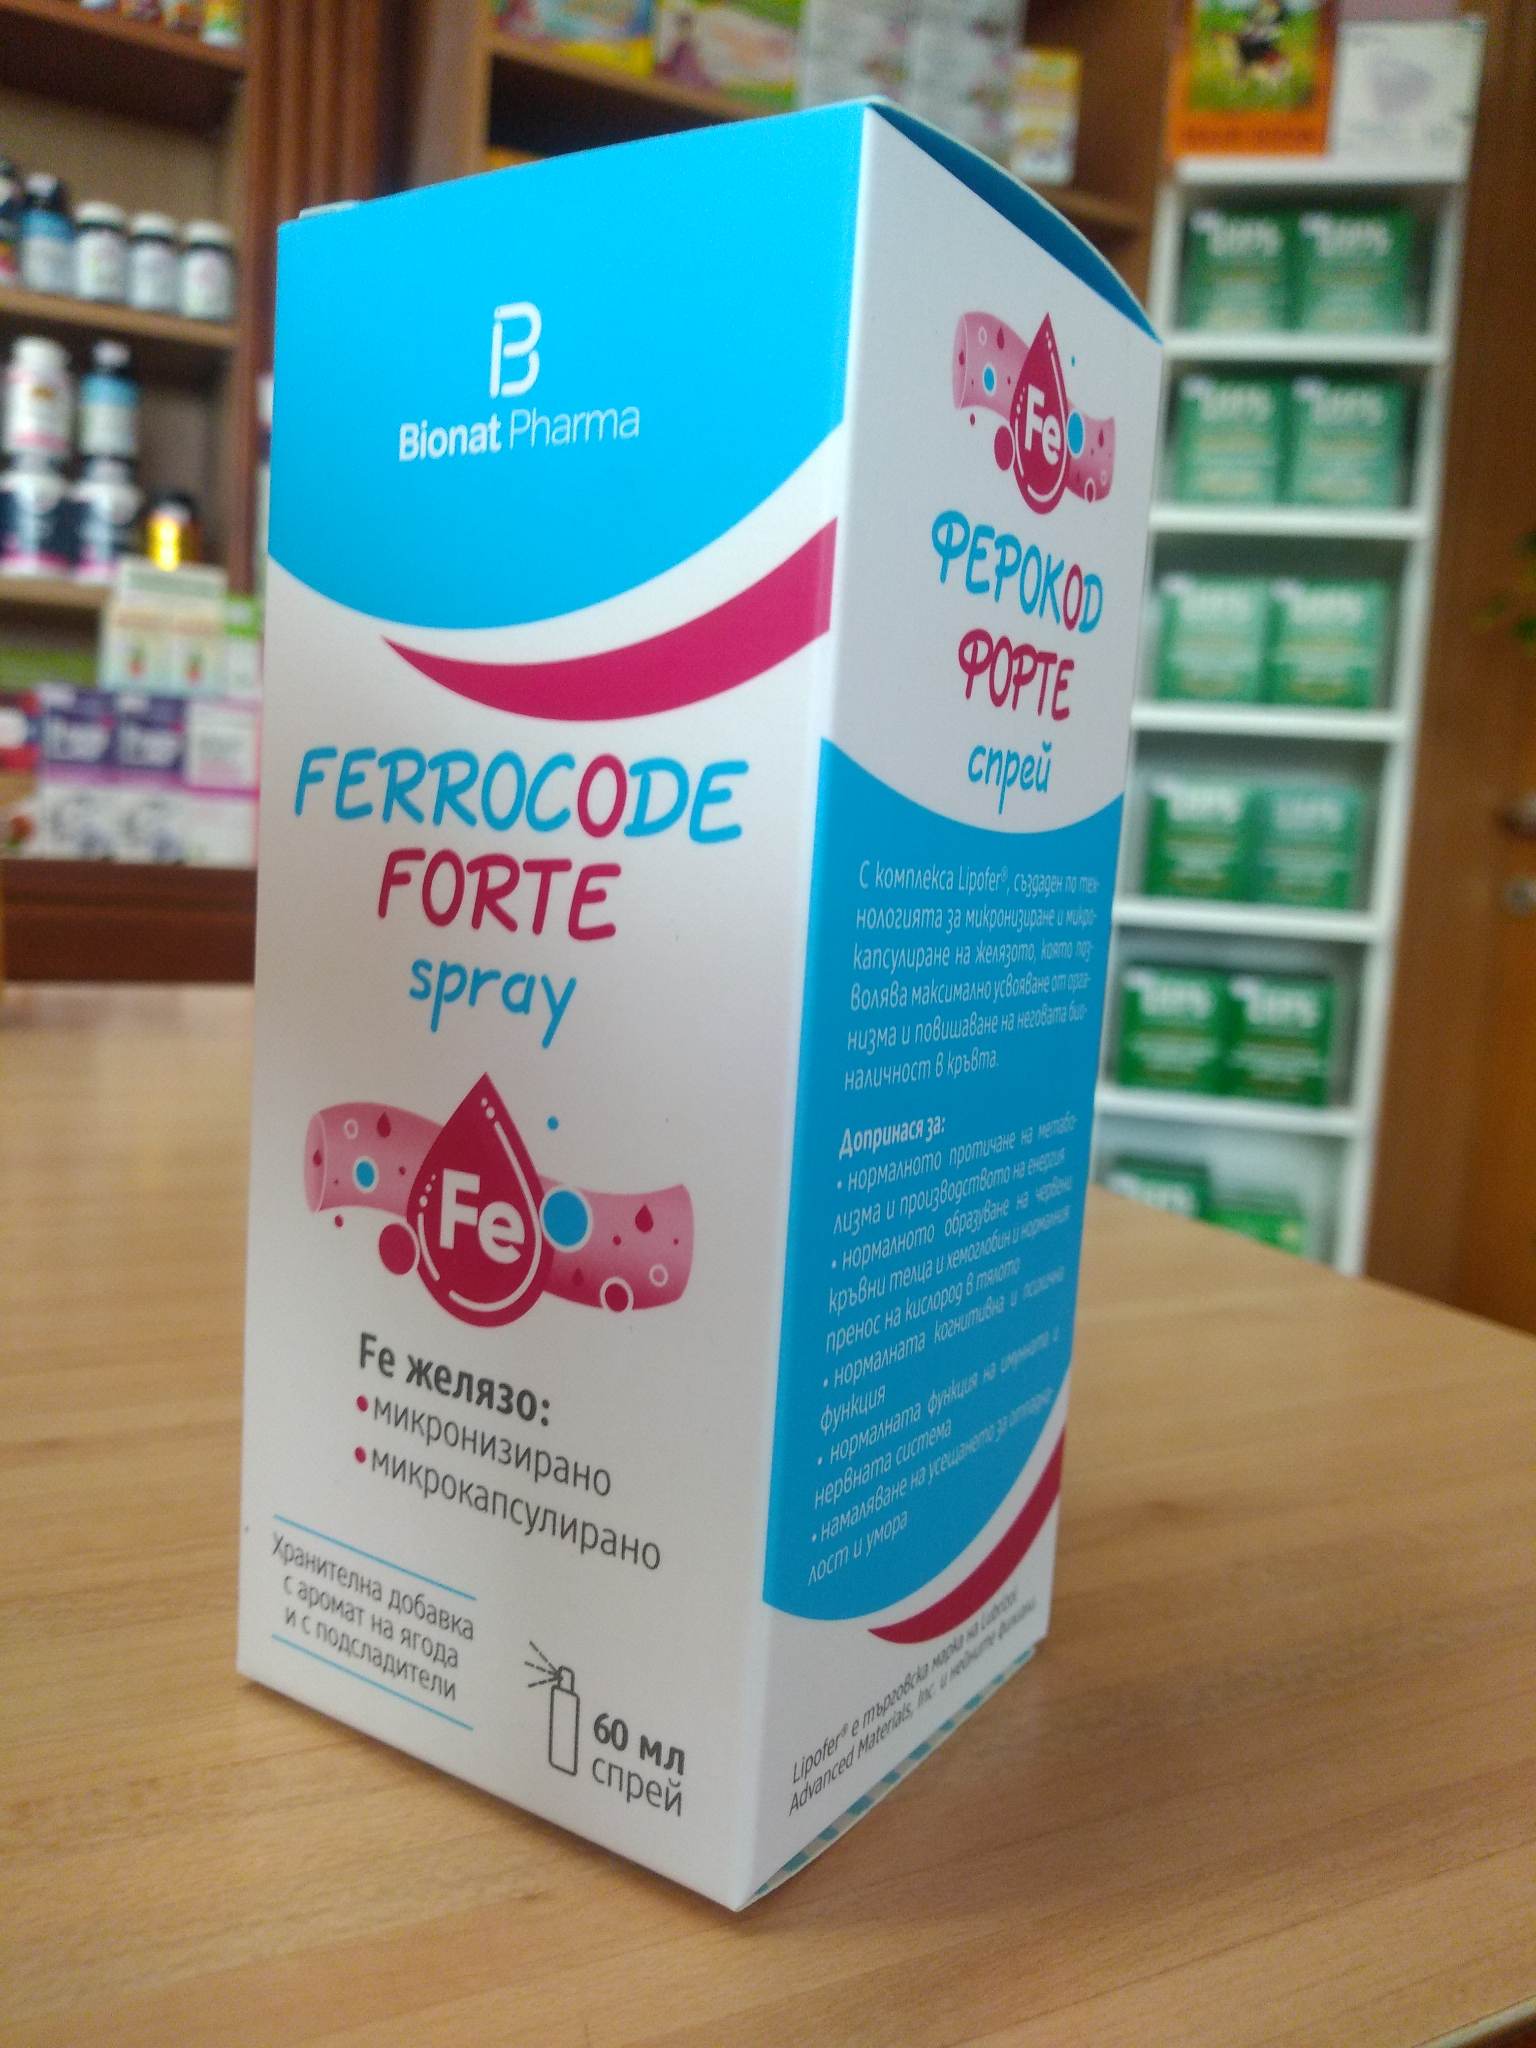 Bionat Pharma
FERROCODE
FORTE
spray
Fe
Fe желязо:
•микронизирано
•микрокапсулирано
Хранителна добавка
с аромат на ягода
и с подсладители
60 мл
спрей
Fe
ФЕРОКОД
ФОРТЕ
спрей
С комплекса Lipofer®, създаден по тех-
нологията за микронизиране и микро-
капсулиране на желязото, която поз-
волява максимално усвояване от орга-
низма и повишаване на неговата био-
наличност в кръвта.
Допринася за:
• нормалното протичане на метабо-
лизма и производството на енергия
• нормалното образуване на червени
кръвни телца и хемоглобин и нормалния
пренос на кислород в тялото
• нормалната когнитивна и психична
функция
• нормалната функция на имунната и
нервната система
• намаляване на усещането за отпадна-
лост и умора
Lipofer® е търговска марка на Lubrizol
Advanced Materials, Inc. и нейните филиали.